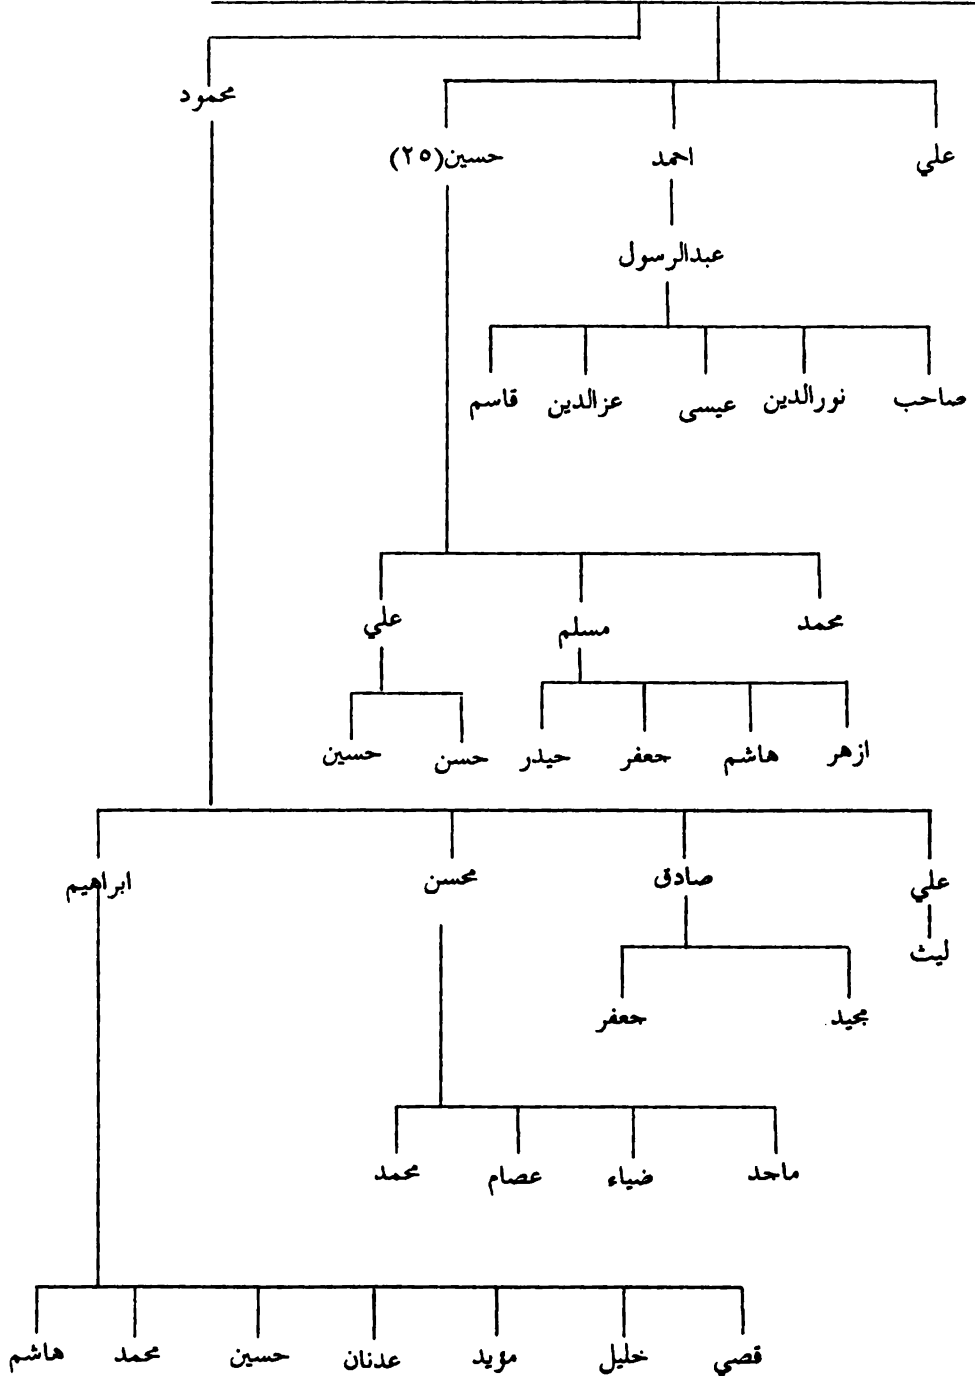 محمود
علي احمد حسين(٢٥)
عبدالرسول
صاحب نورالدين عيسى عزالدين قاسم
محمد مسلم علي
ازهر هاشم جعفر حيدر حسن حسين
علي صادق محسن ابراهيم
ليث
مجيد جعفر
ماجد ضياء عصام محمد
قصي خليل مؤيد عدنان حسين محمد هاشم